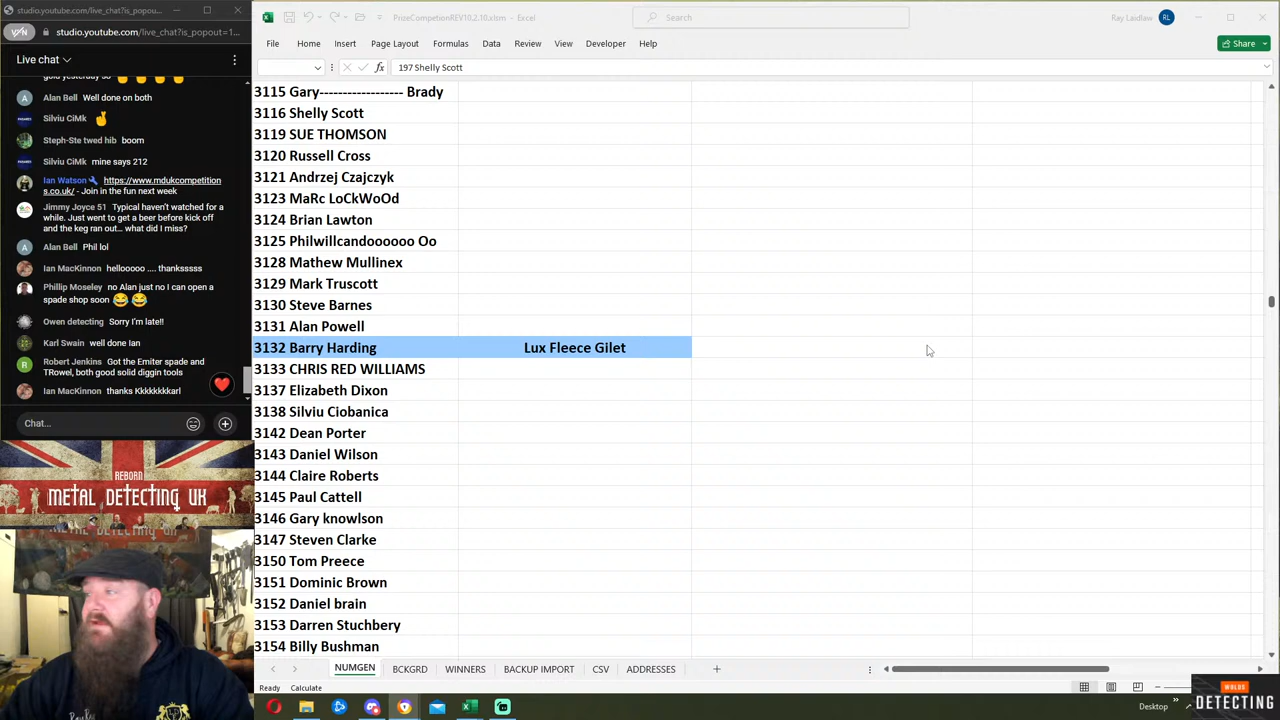 studio.youtube.com/live_chat?is_popou...
studio.youtube.com/live_chat?is_popout=1...
Live chat
gold yesterday so
Alan Bell Well done on both
Silviu CiMk
Steph-Ste twed hib boom
Silviu CiMk mine says 212
Ian Watson https://www.mdukcompetition
s.co.uk/ - Join in the fun next week
Jimmy Joyce 51 Typical haven't watched for a
while. Just went to get a beer before kick off
and the keg ran out... what did I miss?
Alan Bell Phil lol
Ian MacKinnon hellooooo .... thanksssss
Phillip Moseley no Alan just no I can open a
spade shop soon 😂 😂
Owen detecting Sorry I'm late!!
Karl Swain well done Ian
Robert Jenkins Got the Emiter spade and
TRowel, both good solid diggin tools
Ian MacKinnon thanks Kkkkkkkkarl
Chat...
REBORN
METAL DETECTING UK
PrizeCompetionREV10.2.10.xlsm - Excel
Search
Ray Laidlaw RL
File Home Insert Page Layout Formulas Data Review View Developer Help
Share
fx 197 Shelly Scott
3115 Gary------------------ Brady
3116 Shelly Scott
3119 SUE THOMSON
3120 Russell Cross
3121 Andrzej Czajczyk
3123 MaRc LoCkWoOd
3124 Brian Lawton
3125 Philwillcandoooooo Oo
3128 Mathew Mullinex
3129 Mark Truscott
3130 Steve Barnes
3131 Alan Powell
3132 Barry Harding Lux Fleece Gilet
3133 CHRIS RED WILLIAMS
3137 Elizabeth Dixon
3138 Silviu Ciobanica
3142 Dean Porter
3143 Daniel Wilson
3144 Claire Roberts
3145 Paul Cattell
3146 Gary knowlson
3147 Steven Clarke
3150 Tom Preece
3151 Dominic Brown
3152 Daniel brain
3153 Darren Stuchbery
3154 Billy Bushman
NUMGEN BCKGRD WINNERS BACKUP IMPORT CSV ADDRESSES
Ready Calculate
Desktop
WOLDS
DETECTING